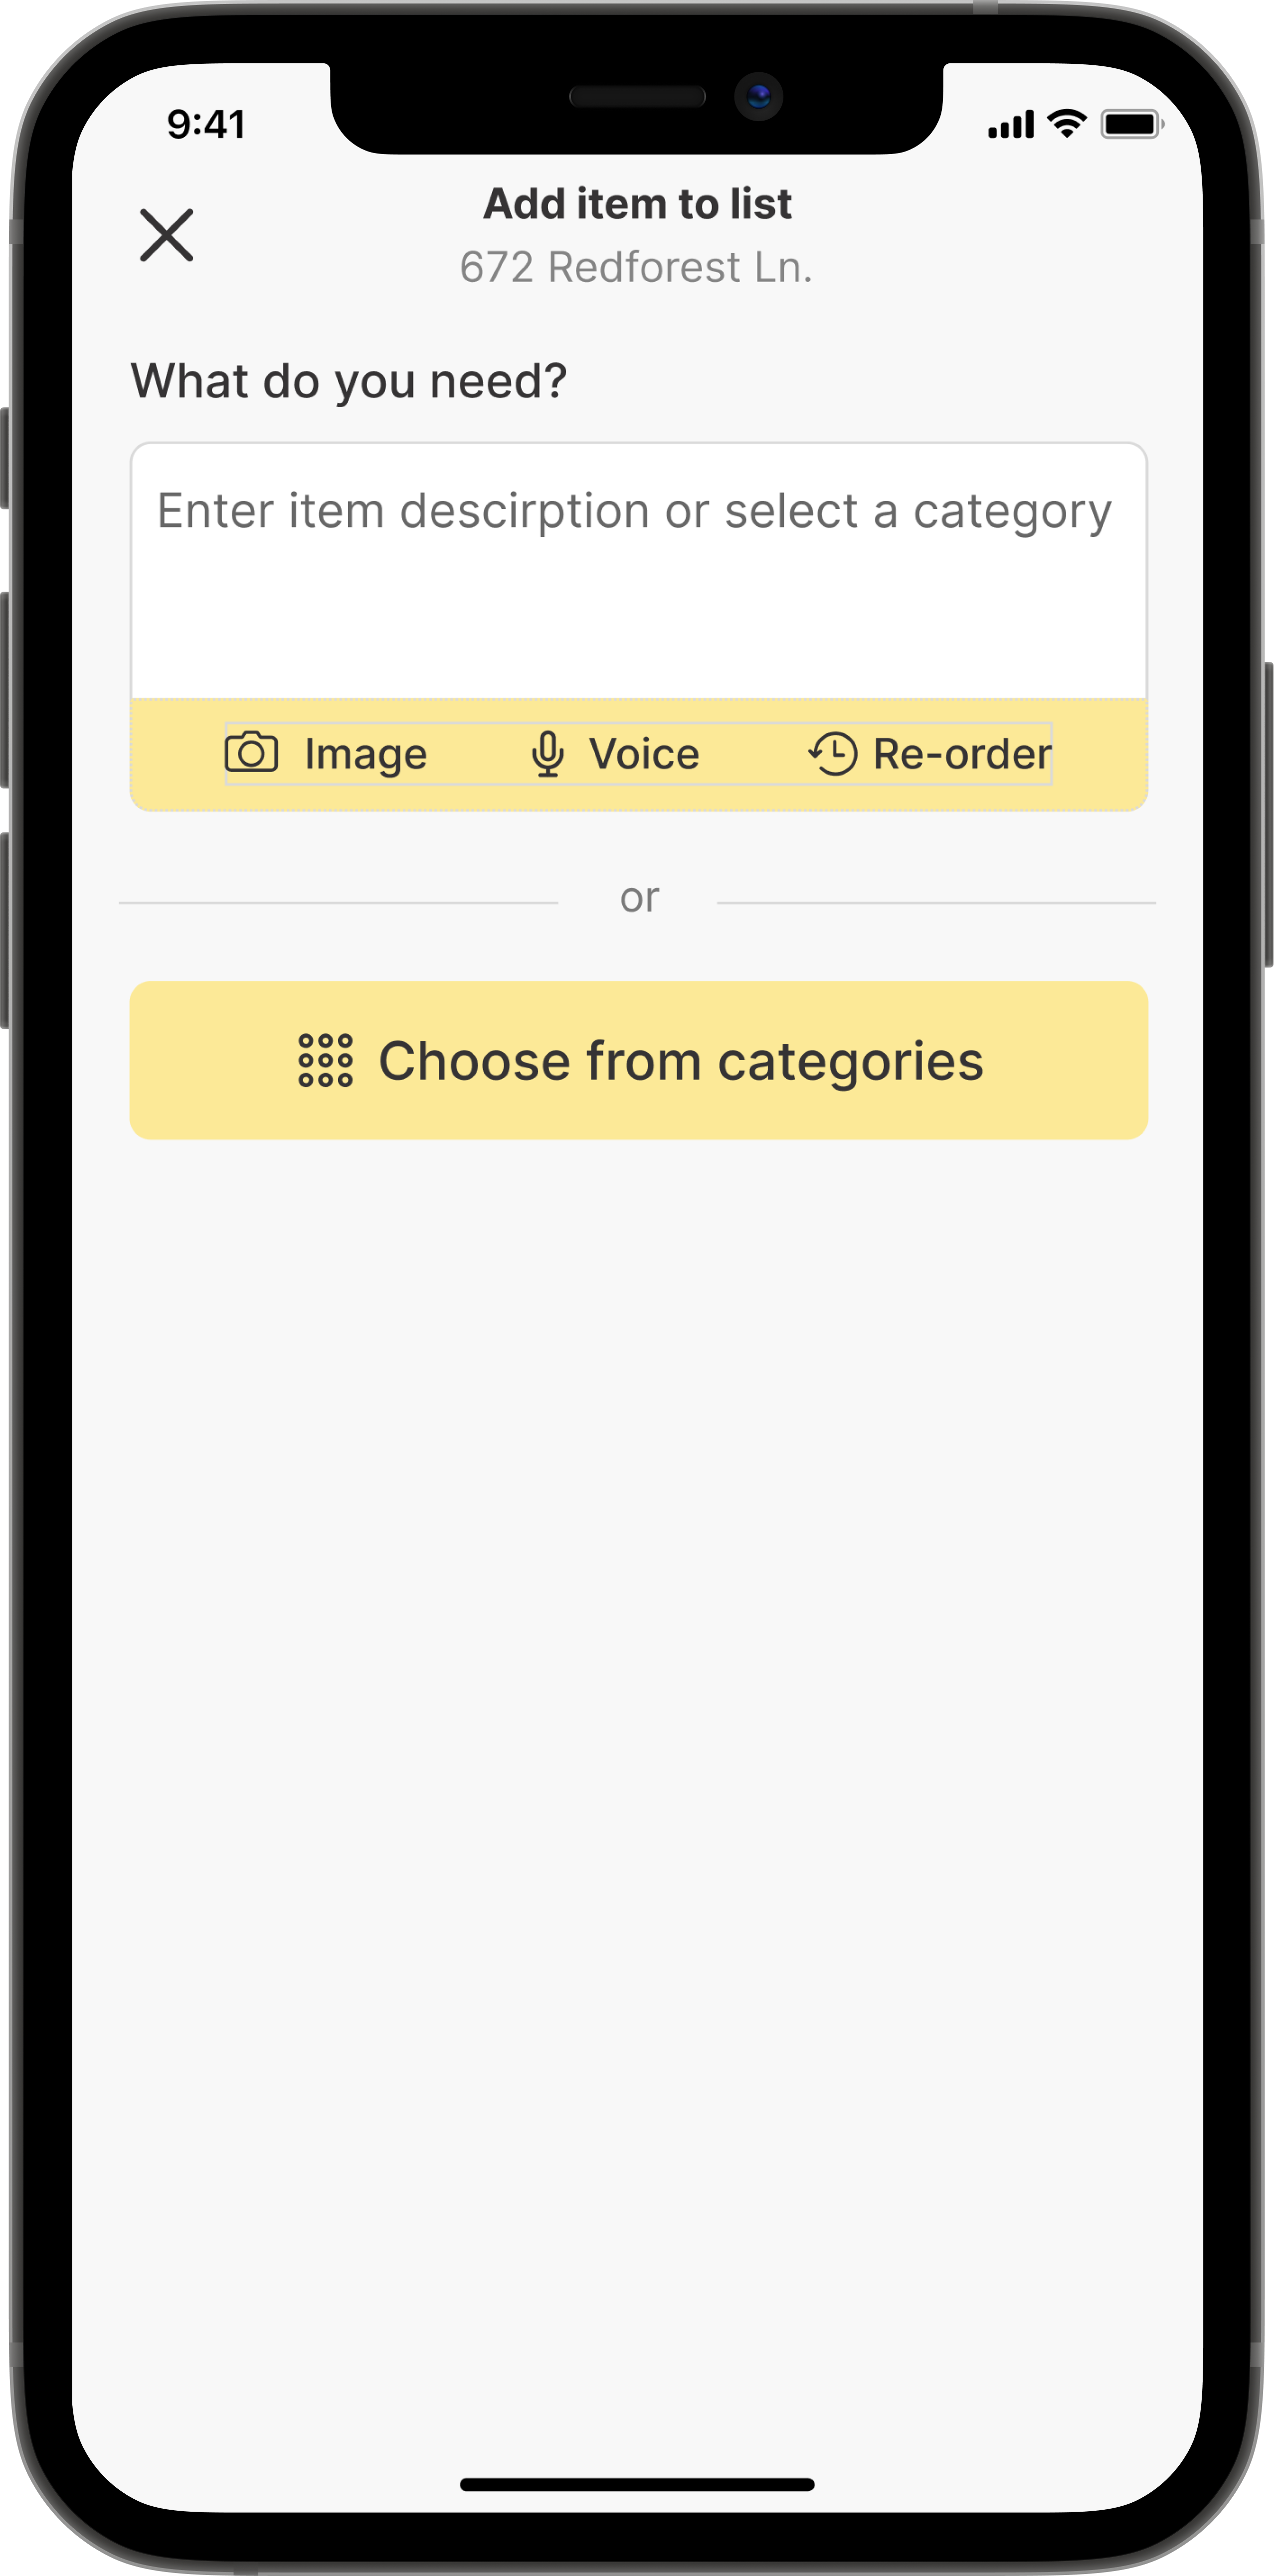 9:41
Add item to list
672 Redforest Ln.
What do you need?
Enter item descirption or select a category
Image Voice Re-order
or
Choose from categories